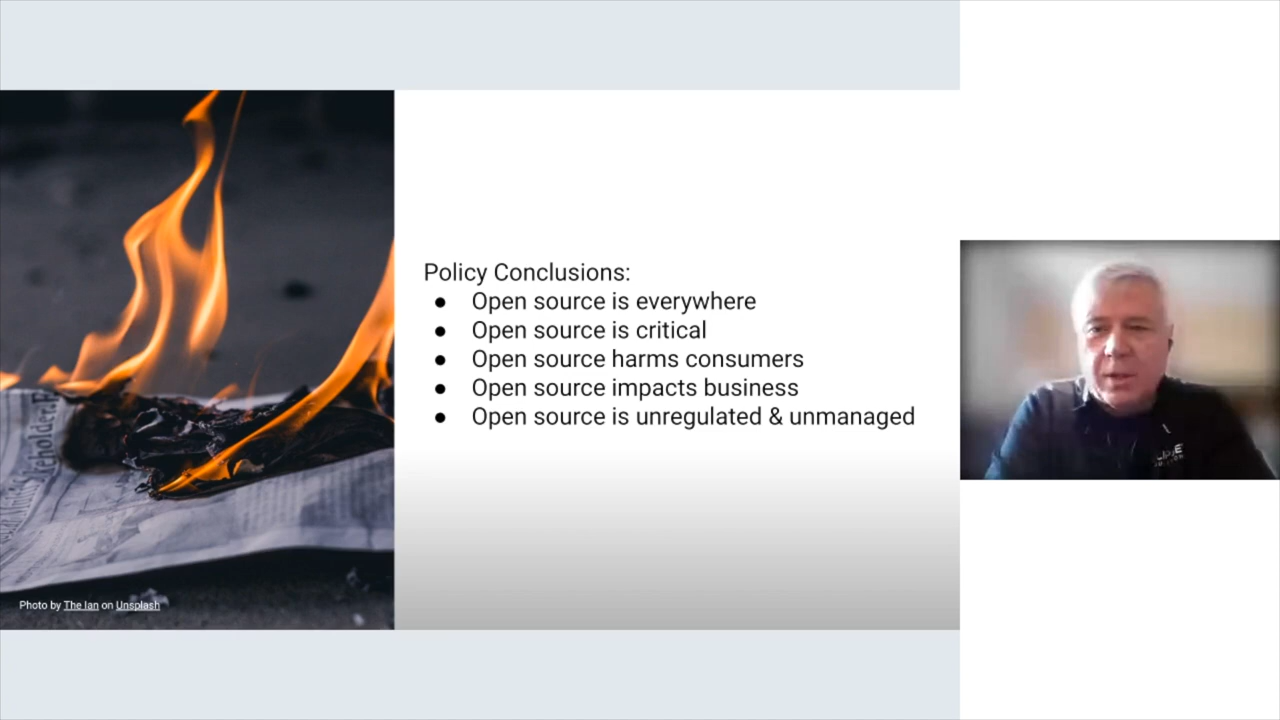 Policy Conclusions:
● Open source is everywhere
● Open source is critical
● Open source harms consumers
● Open source impacts business
● Open source is unregulated & unmanaged
Photo by The Ian on Unsplash